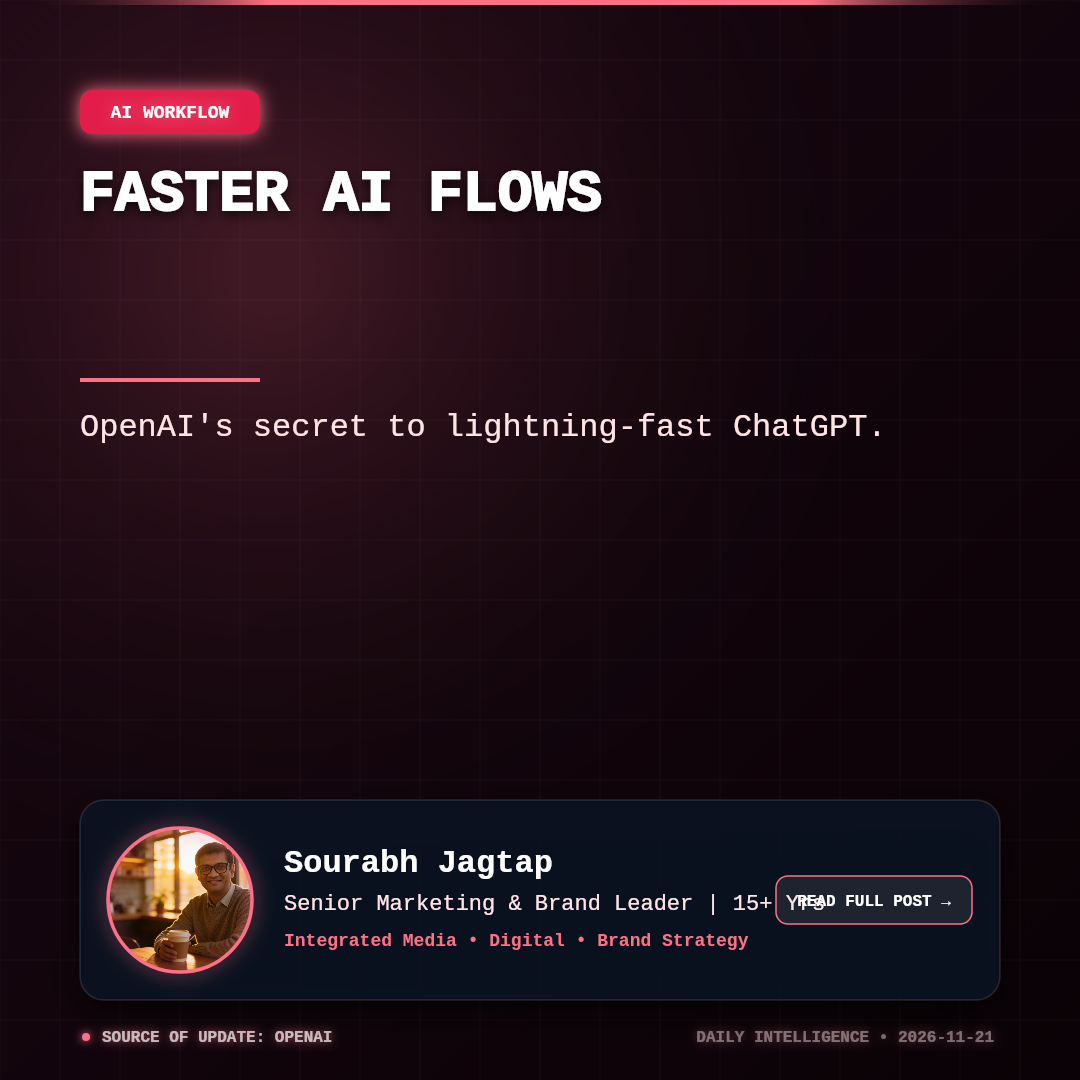 AI WORKFLOW
FASTER AI FLOWS
OpenAI's secret to lightning-fast ChatGPT.
Sourabh Jagtap
Senior Marketing & Brand Leader | 15+ Yrs
READ FULL POST →
Integrated Media • Digital • Brand Strategy
SOURCE OF UPDATE: OPENAI
DAILY INTELLIGENCE • 2026-11-21